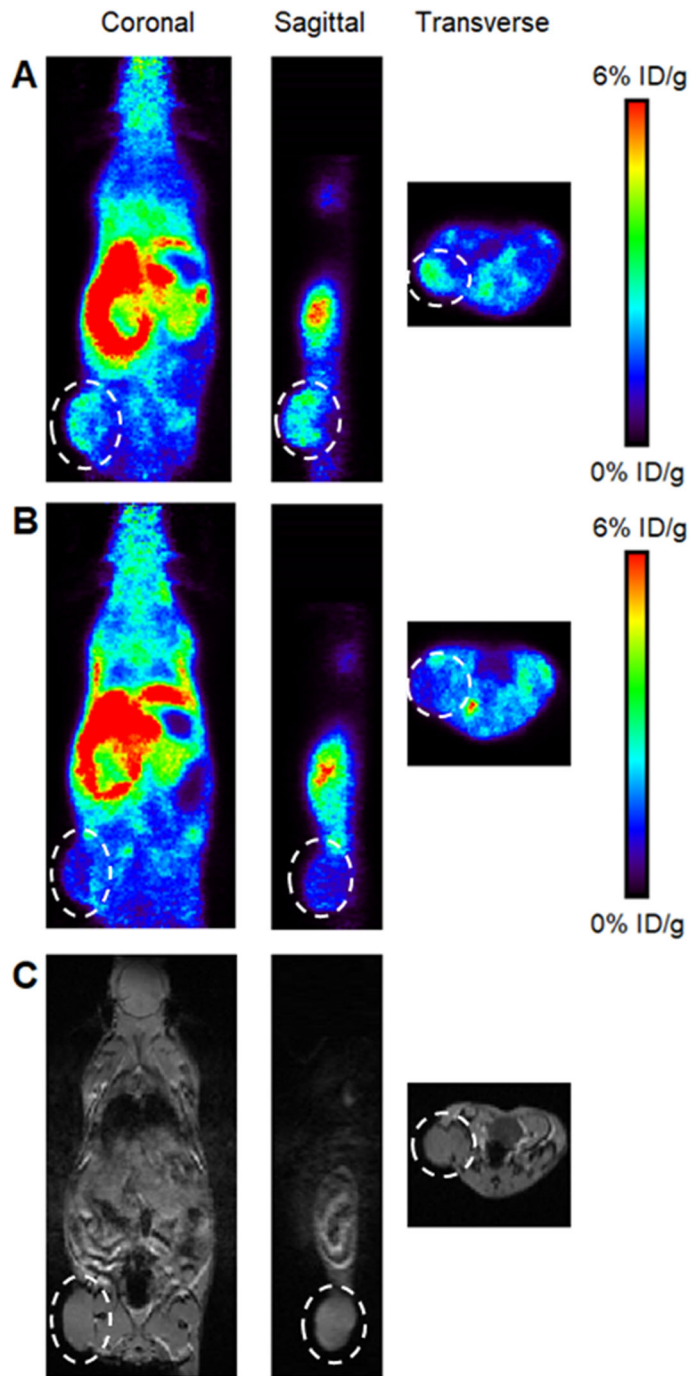 Coronal Sagittal Transverse
A
6% ID/g
0% ID/g
B
6% ID/g
0% ID/g
C